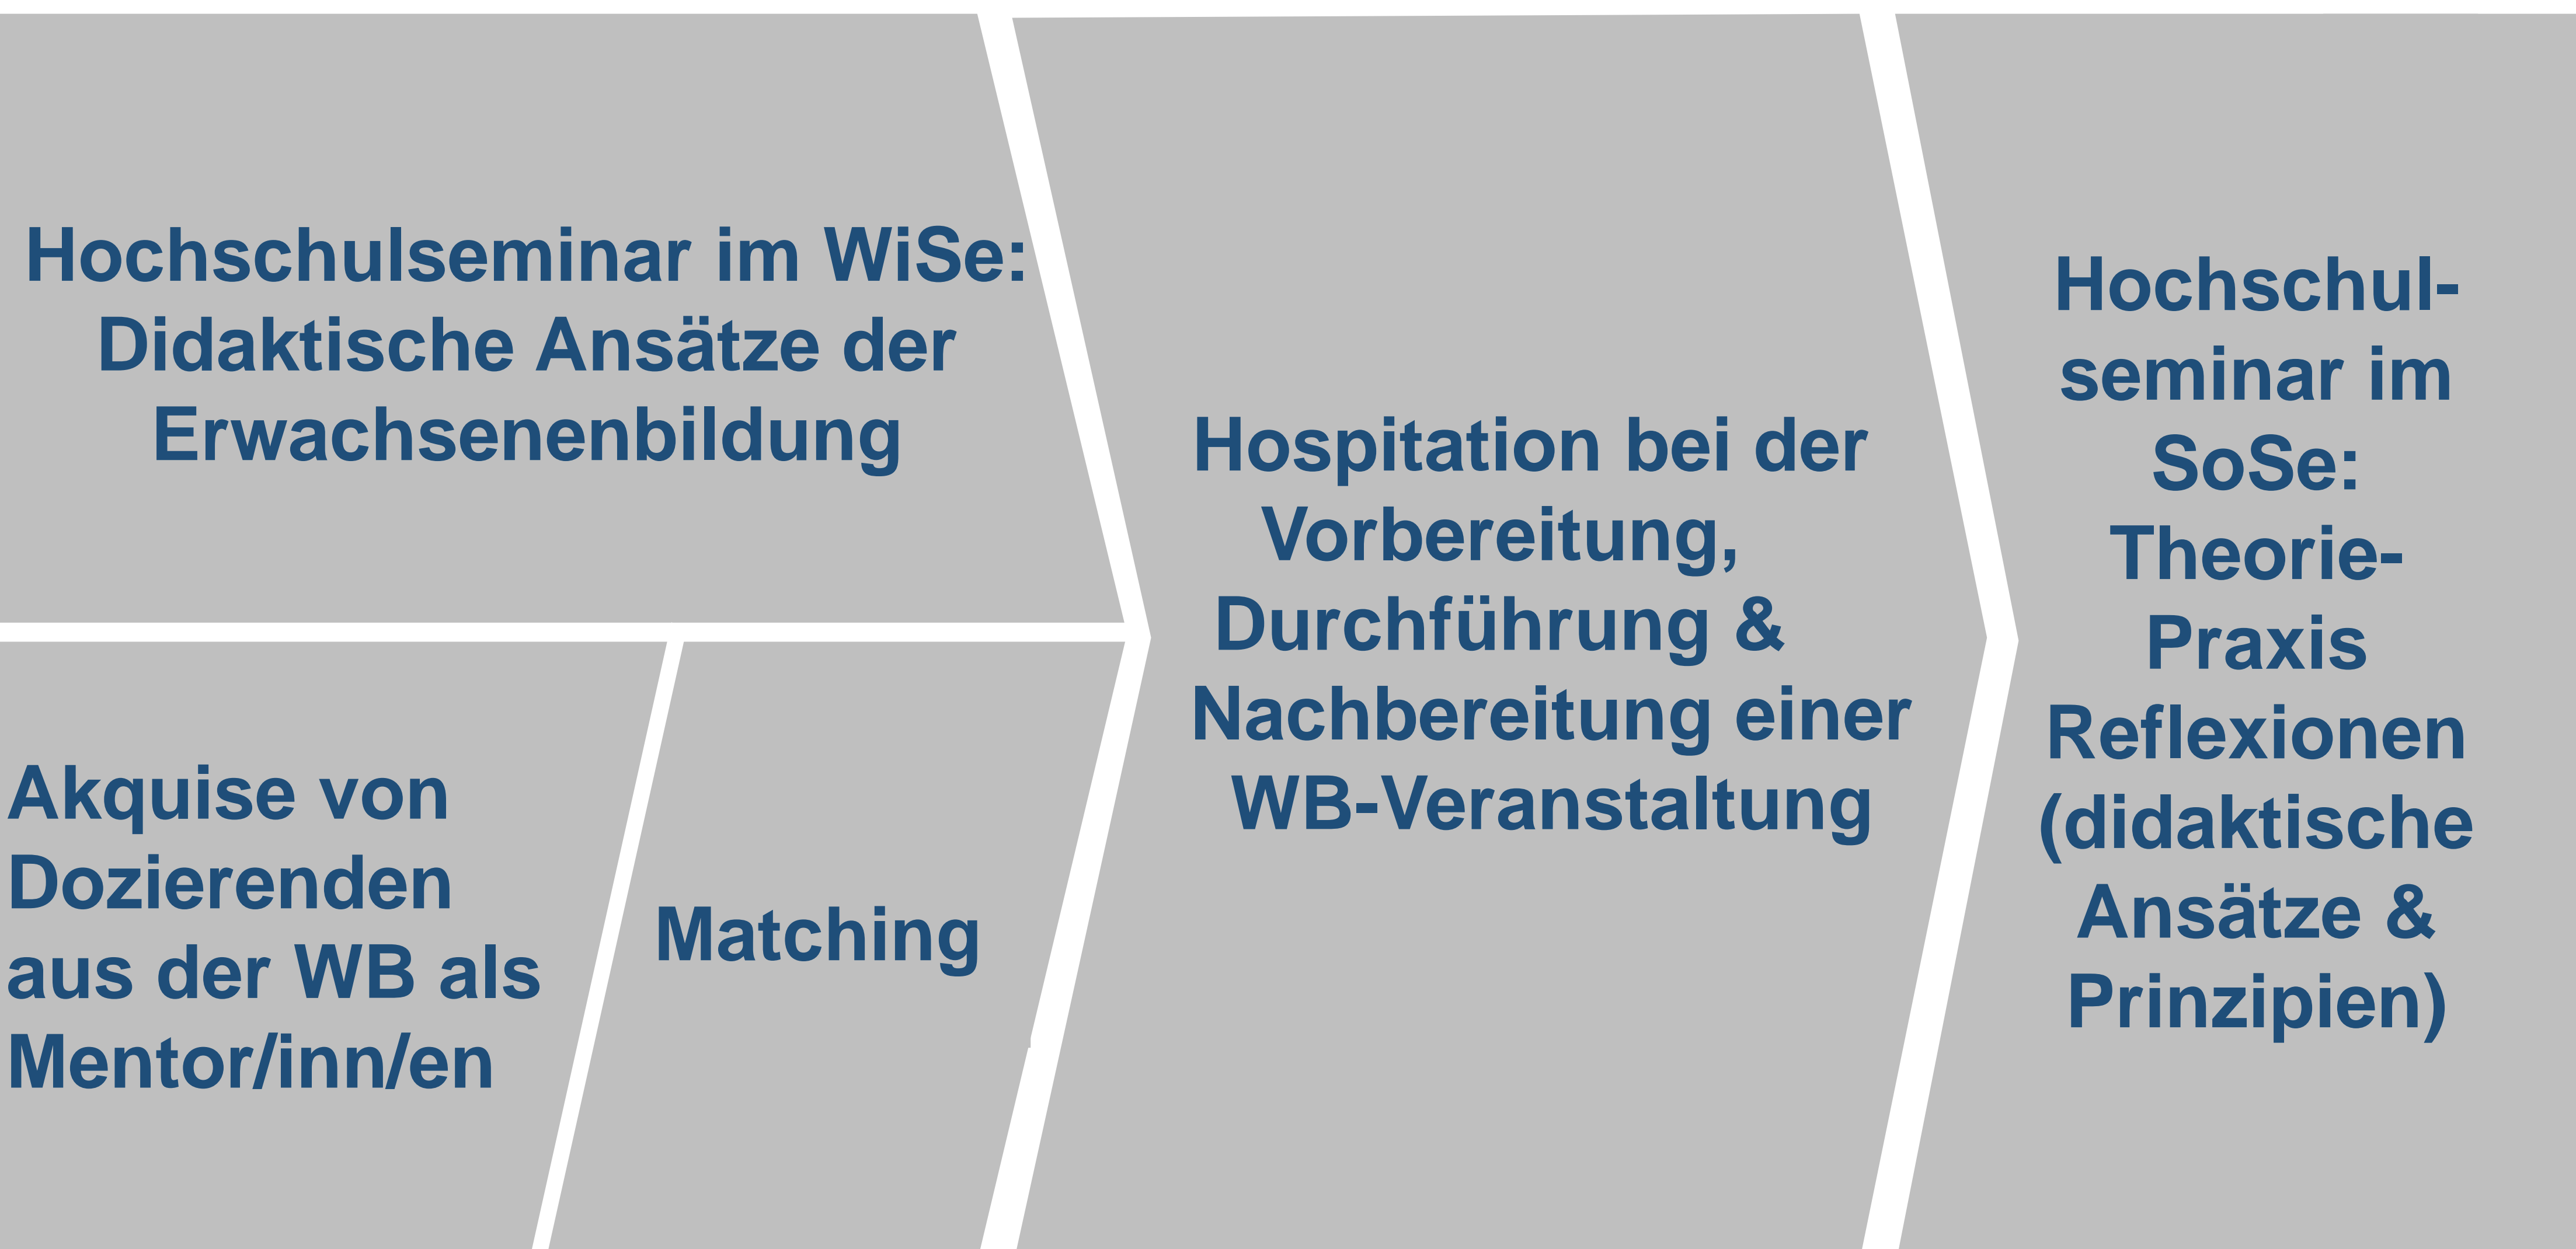 Hochschulseminar im WiSe:
Didaktische Ansätze der
Erwachsenenbildung
Akquise von
Dozierenden
aus der WB als
Mentor/inn/en
Matching
Hospitation bei der
Vorbereitung,
Durchführung &
Nachbereitung einer
WB-Veranstaltung
Hochschul-
seminar im
SoSe:
Theorie-
Praxis
Reflexionen
(didaktische
Ansätze &
Prinzipien)